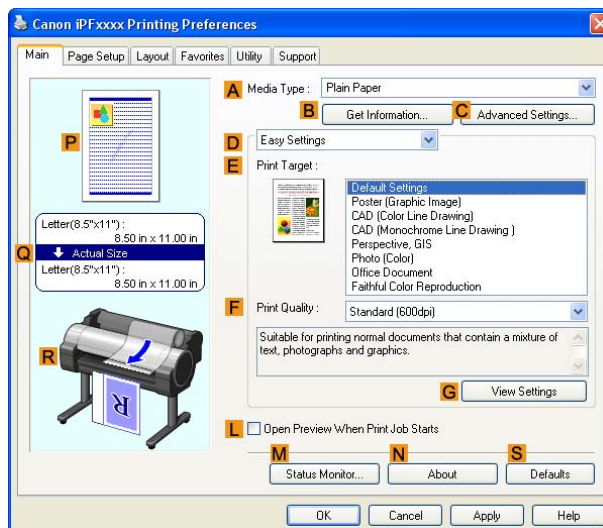 Canon iPFxxxx Printing Preferences
Main Page Setup Layout Favorites Utility Support
A Media Type : Plain Paper
B Get Information... C Advanced Settings...
D Easy Settings
E Print Target :
Default Settings
Poster (Graphic Image)
CAD (Color Line Drawing)
CAD (Monochrome Line Drawing )
Perspective, GIS
Photo (Color)
Office Document
Faithful Color Reproduction
F Print Quality : Standard (600dpi)
Suitable for printing normal documents that contain a mixture of
text, photographs and graphics.
G View Settings
P
Letter(8.5"x11") :
8.50 in x 11.00 in
Q Actual Size
Letter(8.5"x11") :
8.50 in x 11.00 in
R
R
L Open Preview When Print Job Starts
M N S
Status Monitor... About Defaults
OK Cancel Apply Help